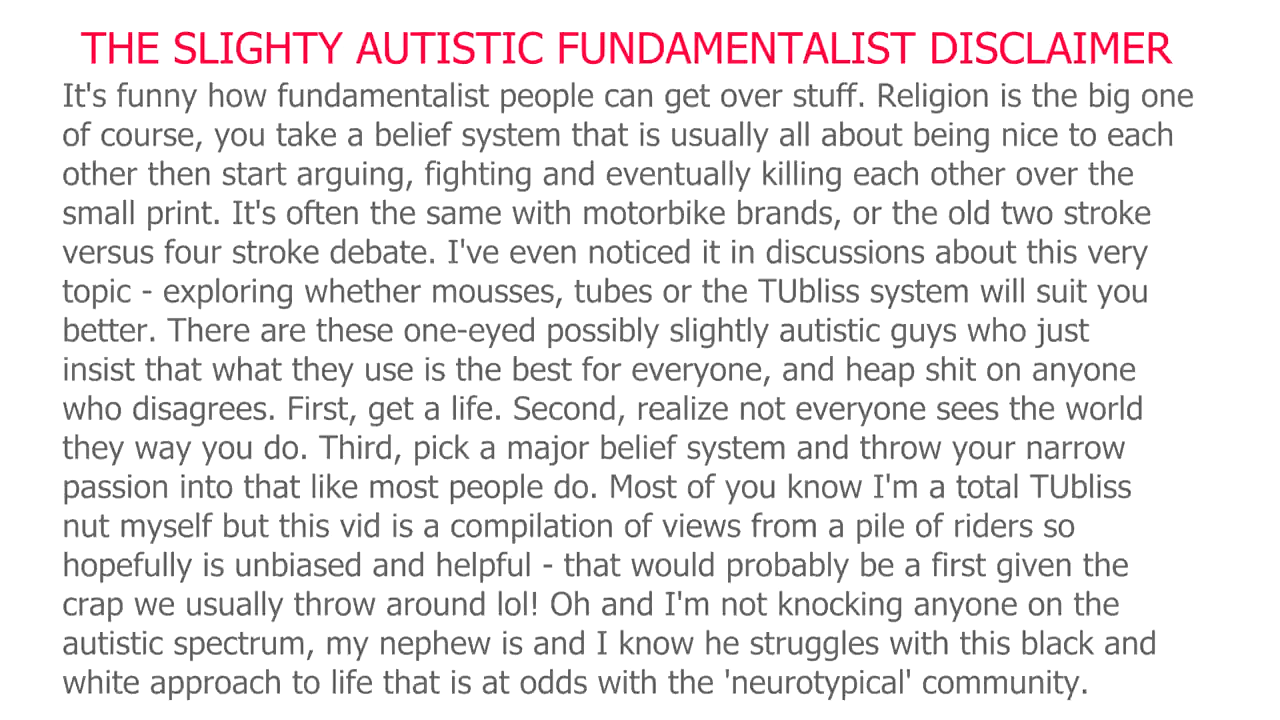 THE SLIGHTY AUTISTIC FUNDAMENTALIST DISCLAIMER
It's funny how fundamentalist people can get over stuff. Religion is the big one
of course, you take a belief system that is usually all about being nice to each
other then start arguing, fighting and eventually killing each other over the
small print. It's often the same with motorbike brands, or the old two stroke
versus four stroke debate. I've even noticed it in discussions about this very
topic - exploring whether mousses, tubes or the TUbliss system will suit you
better. There are these one-eyed possibly slightly autistic guys who just
insist that what they use is the best for everyone, and heap shit on anyone
who disagrees. First, get a life. Second, realize not everyone sees the world
they way you do. Third, pick a major belief system and throw your narrow
passion into that like most people do. Most of you know I'm a total TUbliss
nut myself but this vid is a compilation of views from a pile of riders so
hopefully is unbiased and helpful - that would probably be a first given the
crap we usually throw around lol! Oh and I'm not knocking anyone on the
autistic spectrum, my nephew is and I know he struggles with this black and
white approach to life that is at odds with the 'neurotypical' community.